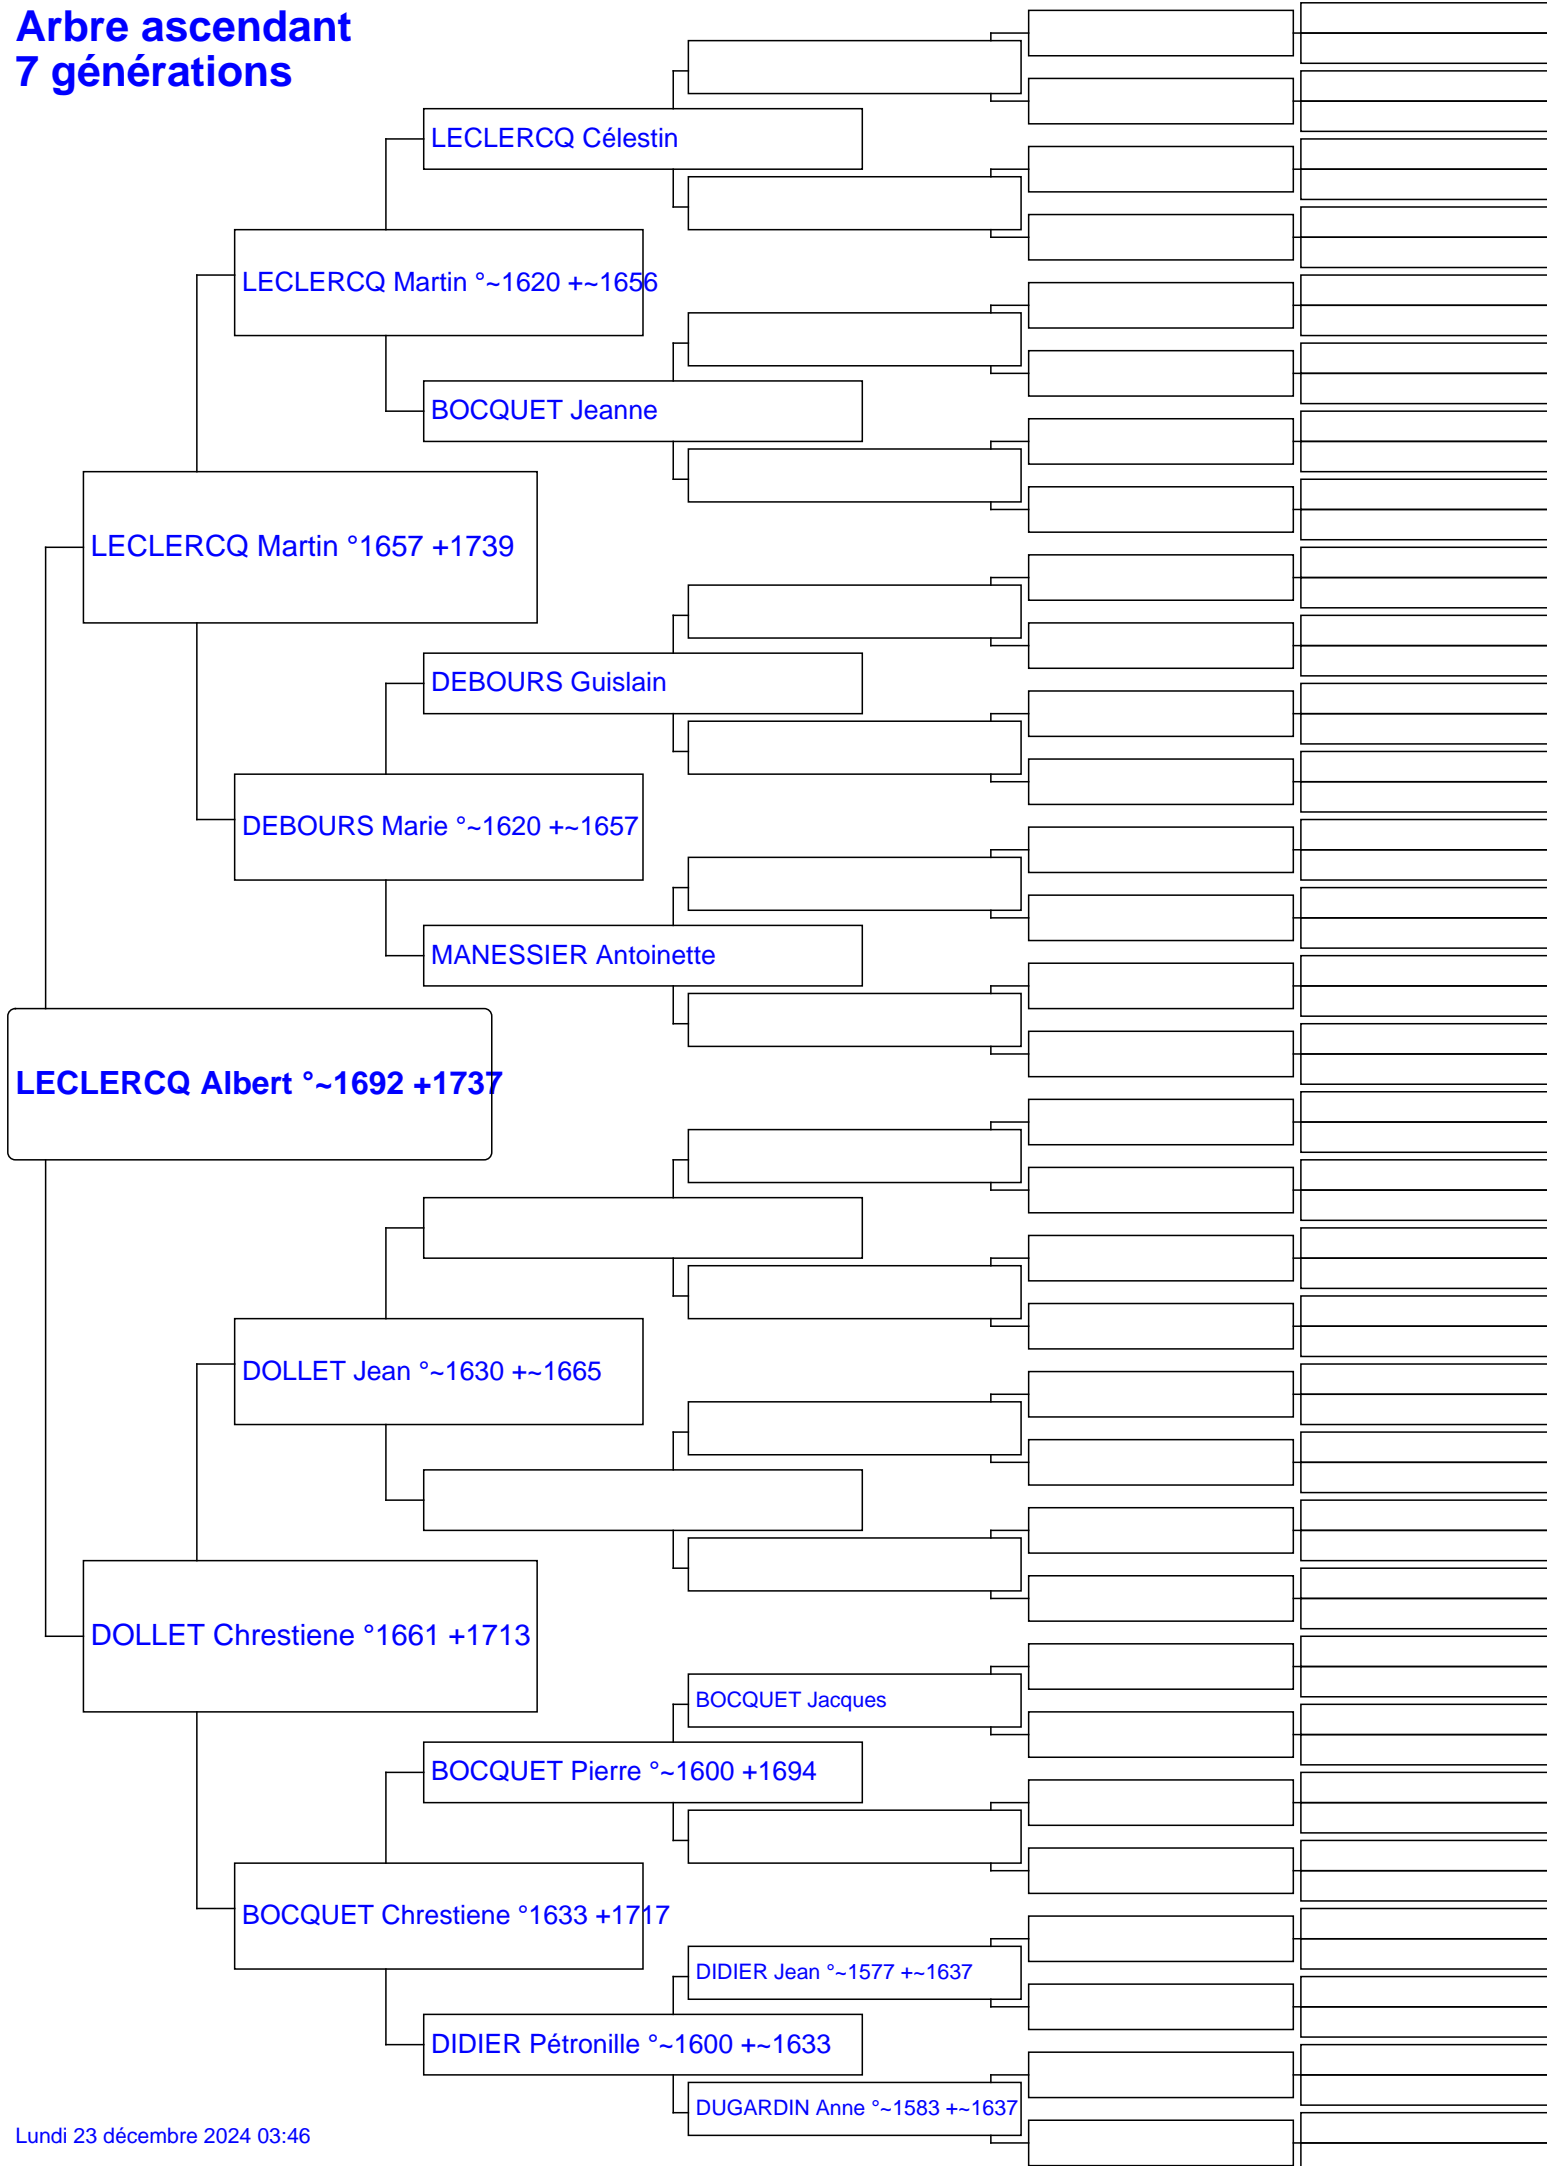 Arbre ascendant
7 générations
LECLERCQ Célestin
LECLERCQ Martin °~1620 +~1656
BOCQUET Jeanne
LECLERCQ Martin °1657 +1739
DEBOURS Guislain
DEBOURS Marie °~1620 +~1657
MANESSIER Antoinette
LECLERCQ Albert °~1692 +1737
DOLLET Jean °~1630 +~1665
DOLLET Chrestiene °1661 +1713
BOCQUET Jacques
BOCQUET Pierre °~1600 +1694
BOCQUET Chrestiene °1633 +1717
DIDIER Jean °~1577 +~1637
DIDIER Pétronille °~1600 +~1633
DUGARDIN Anne °~1583 +~1637
Lundi 23 décembre 2024 03:46